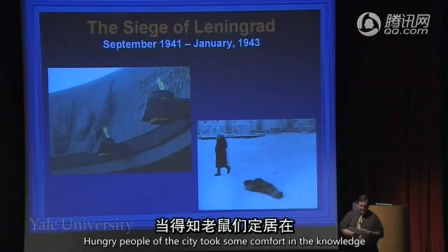 腾讯网
QQ.com
The Siege of Leningrad
September 1941 – January, 1943
Yale University
当得知老鼠们定居在
Hungry people of the city took some comfort in the knowledge